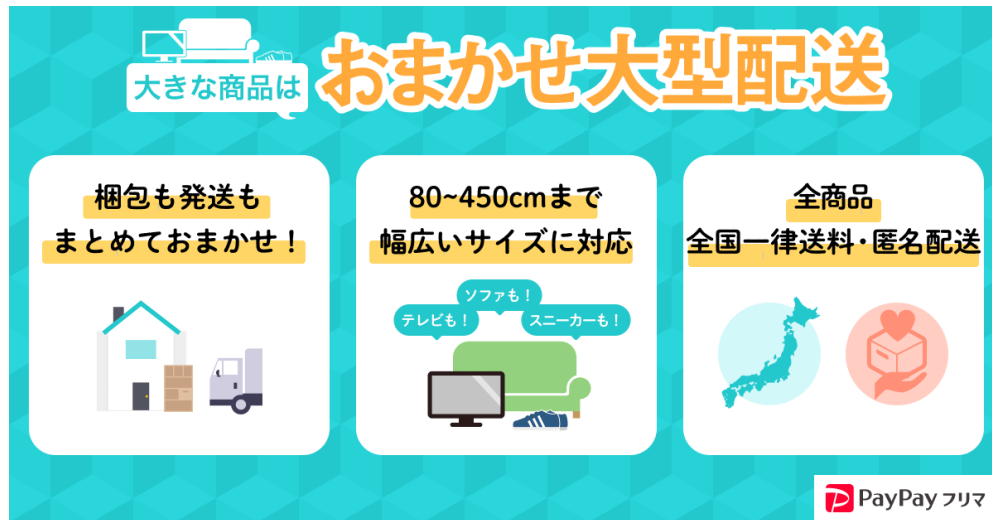 大きな商品は
おまかせ大型配送
梱包も発送も
まとめておまかせ！
80~450cmまで
幅広いサイズに対応
ソファも！
テレビも！
スニーカーも！
全商品
全国一律送料・匿名配送
PayPay フリマ